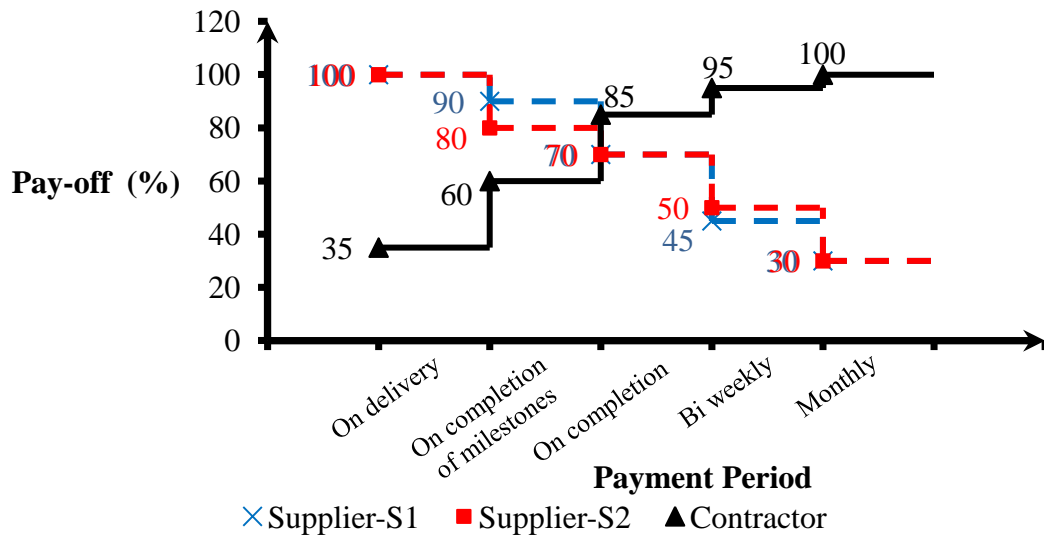 120
100
80
60
40
20
0
Pay-off (%)
100
90
80
70
50
45
30
35
60
85
95
100
On delivery
On completion
of milestones
On completion
Bi weekly
Monthly
Payment Period
Supplier-S1
Supplier-S2
Contractor